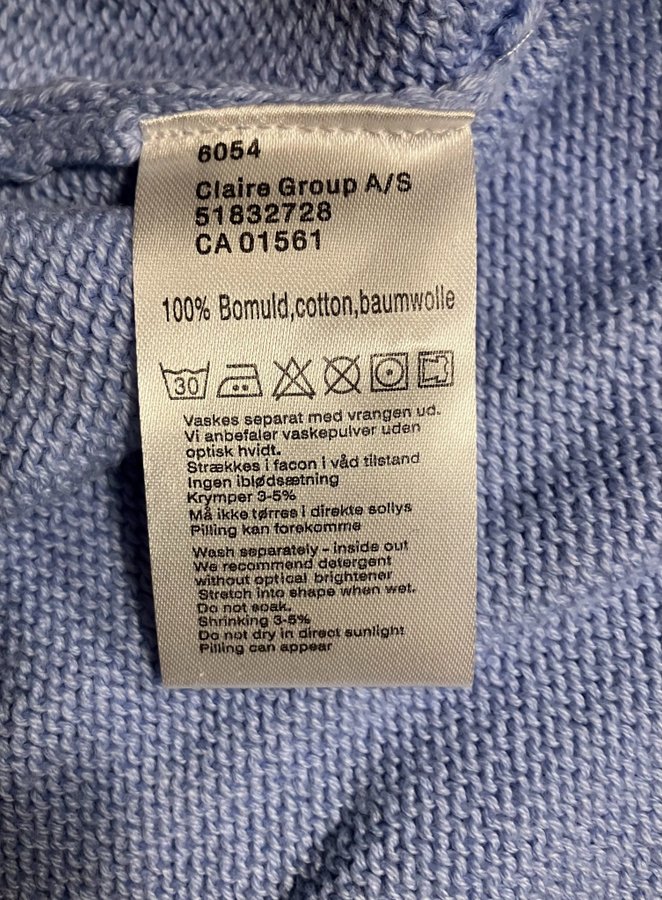 6054
Claire Group A/S
51832728
CA 01561
100% Bomuld,cotton,baumwolle
30
Vaskes separat med vrangen ud.
Vi anbefaler vaskepulver uden
optisk hvidt.
Strækkes i facon i våd tilstand
Ingen iblødsætning
Krymper 3-5%
Må ikke tørres i direkte sollys
Pilling kan forekomme
Wash separately - inside out
We recommend detergent
without optical brightener
Stretch into shape when wet.
Do not soak.
Shrinking 3-5%
Do not dry in direct sunlight
Pilling can appear